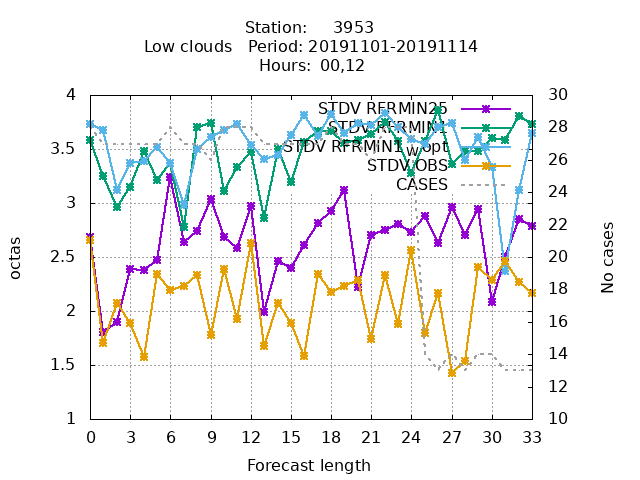 Station: 3953
Low clouds Period: 20191101-20191114
Hours: 00,12
4
3.5
3
2.5
2
1.5
1
30
28
26
24
22
20
18
16
14
12
10
STDV RFRMIN25
STDV RFRMIN1
STDV RFRMIN1wopt
STDV OBS
CASES
octas
No cases
0 3 6 9 12 15 18 21 24 27 30 33
Forecast length